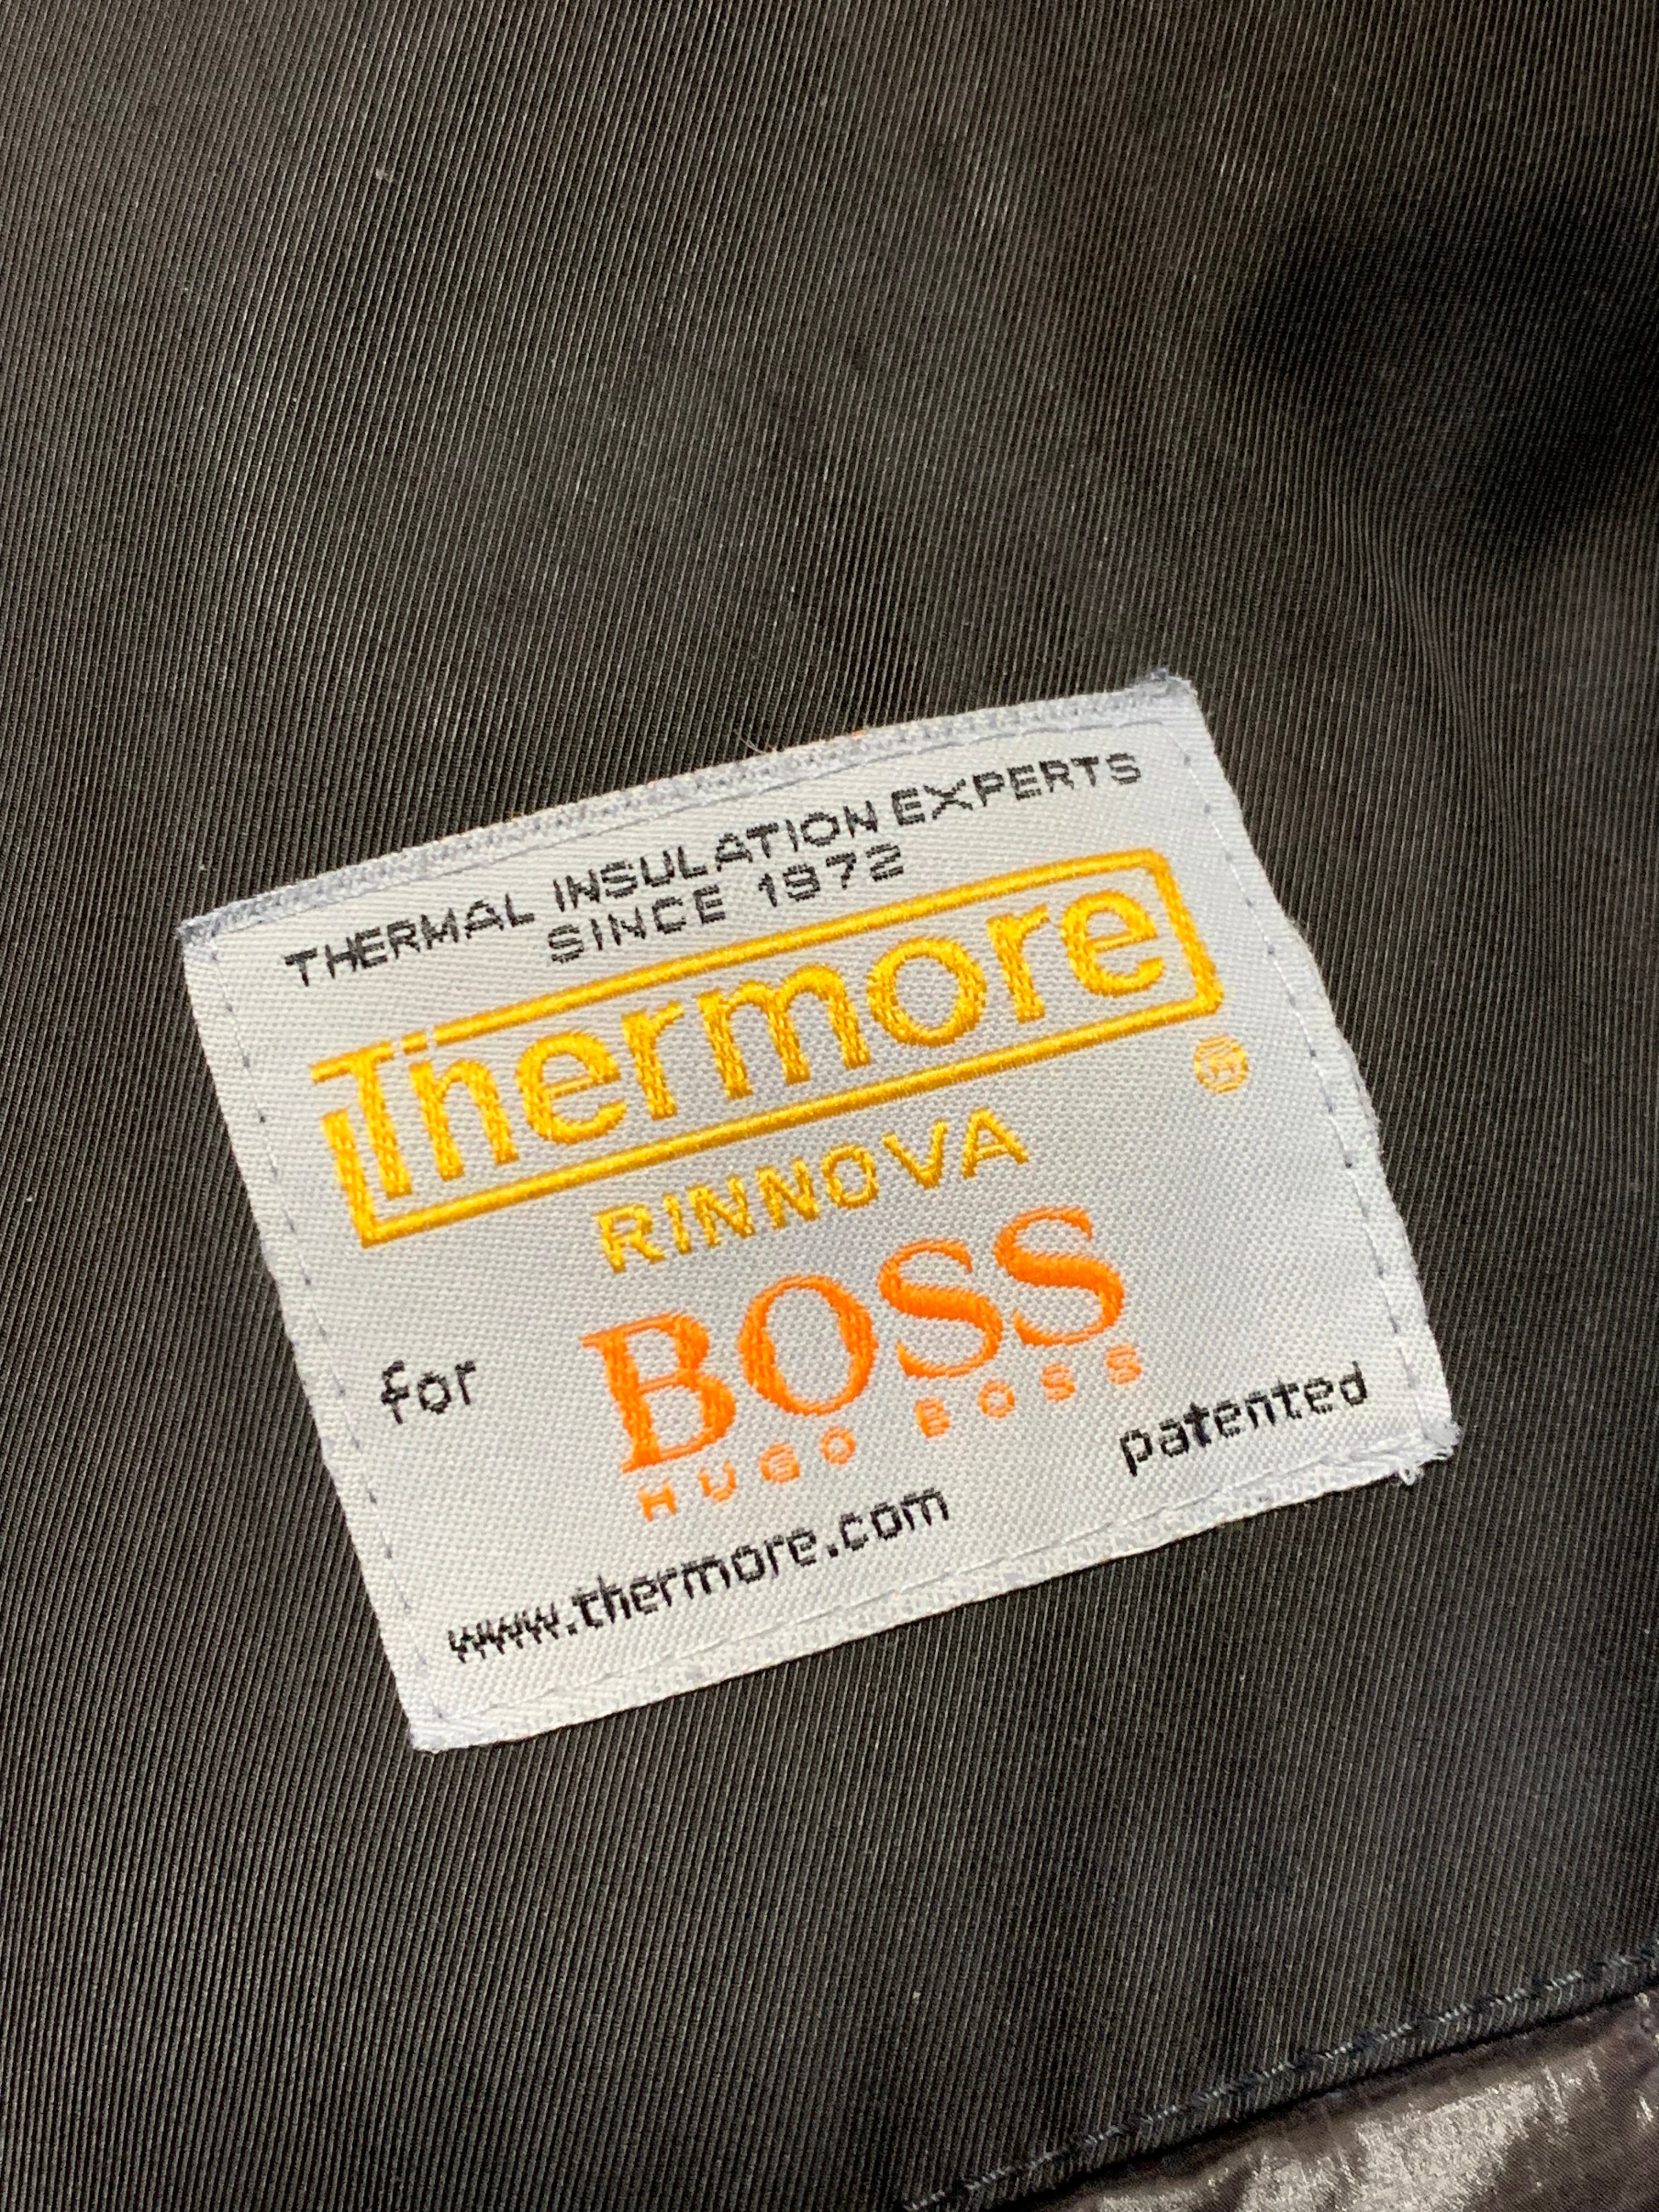 THERMAL INSULATION EXPERTS
SINCE 1972
Thermore
®
RINNOVA
for BOSS
HUGO BOSS
patented
www.thermore.com